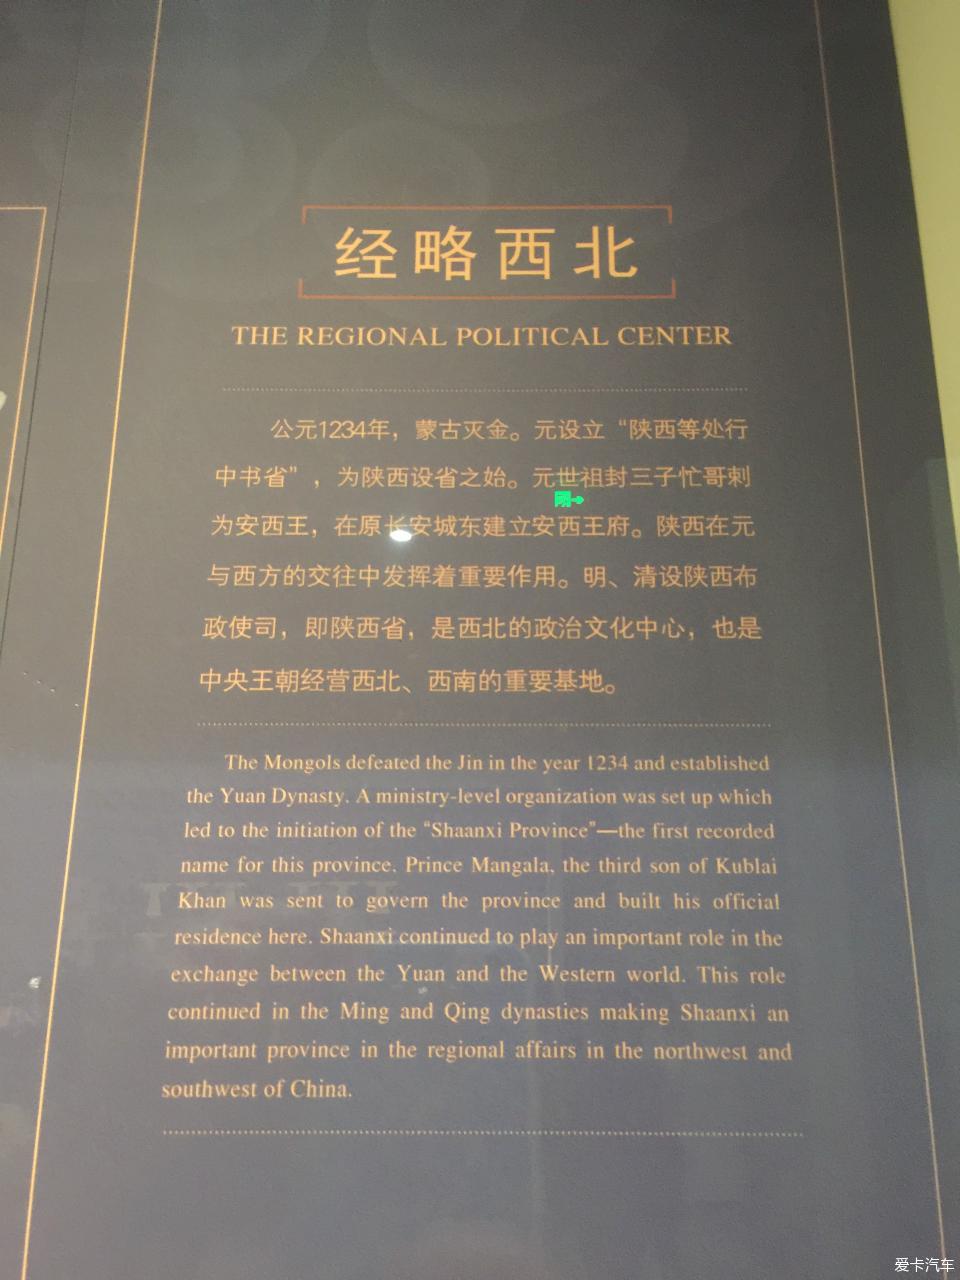 经略西北
THE REGIONAL POLITICAL CENTER
公元1234年，蒙古灭金。元设立“陕西等处行
中书省”，为陕西设省之始。元世祖封三子忙哥剌
为安西王，在原长安城东建立安西王府。陕西在元
与西方的交往中发挥着重要作用。明、清设陕西布
政使司，即陕西省，是西北的政治文化中心，也是
中央王朝经营西北、西南的重要基地。
The Mongols defeated the Jin in the year 1234 and established
the Yuan Dynasty. A ministry-level organization was set up which
led to the initiation of the “Shaanxi Province”—the first recorded
name for this province. Prince Mangala, the third son of Kublai
Khan was sent to govern the province and built his official
residence here. Shaanxi continued to play an important role in the
exchange between the Yuan and the Western world. This role
continued in the Ming and Qing dynasties making Shaanxi an
important province in the regional affairs in the northwest and
southwest of China.
爱卡汽车